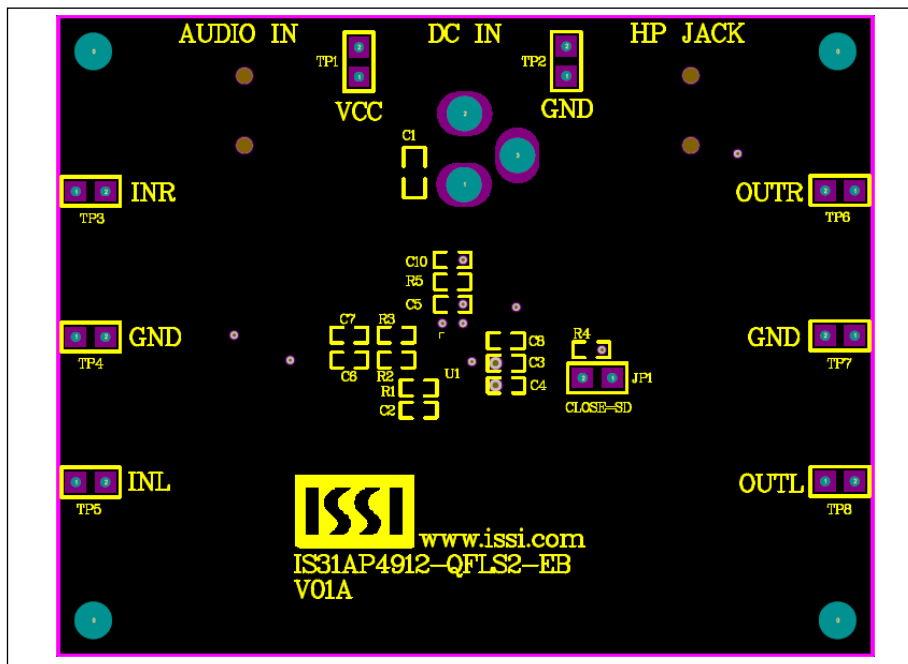 AUDIO IN DC IN HP JACK
TP1 TP2
VCC GND
C1
INR OUTR
TP3 TP6
C10
R5
C5
C7 R3 C8 R4
GND GND
TP4 TP7
C6 R2 U1 C3 JP1
R1 C4
C2 CLOSE=SD
INL OUTL
TP5 TP8
ISSI www.issi.com
IS31AP4912-QFLS2-EB
V01A